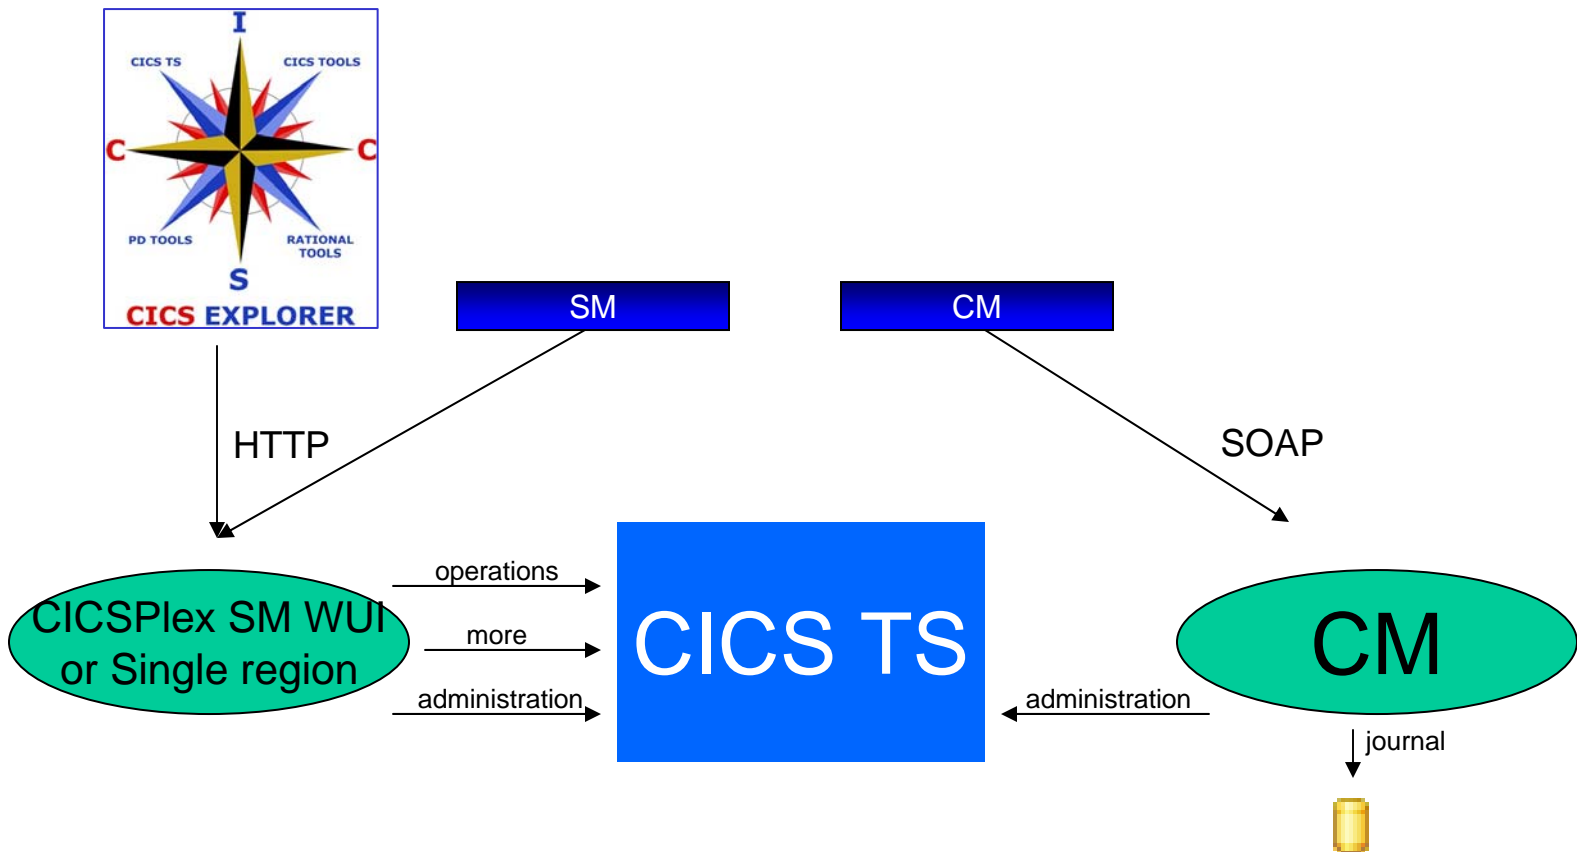 I
CICS TS
CICS TOOLS
C
C
PD TOOLS
RATIONAL
TOOLS
S
CICS EXPLORER
SM
CM
HTTP
SOAP
operations
CICSPlex SM WUI
or Single region
more
administration
CICS TS
CM
administration
journal